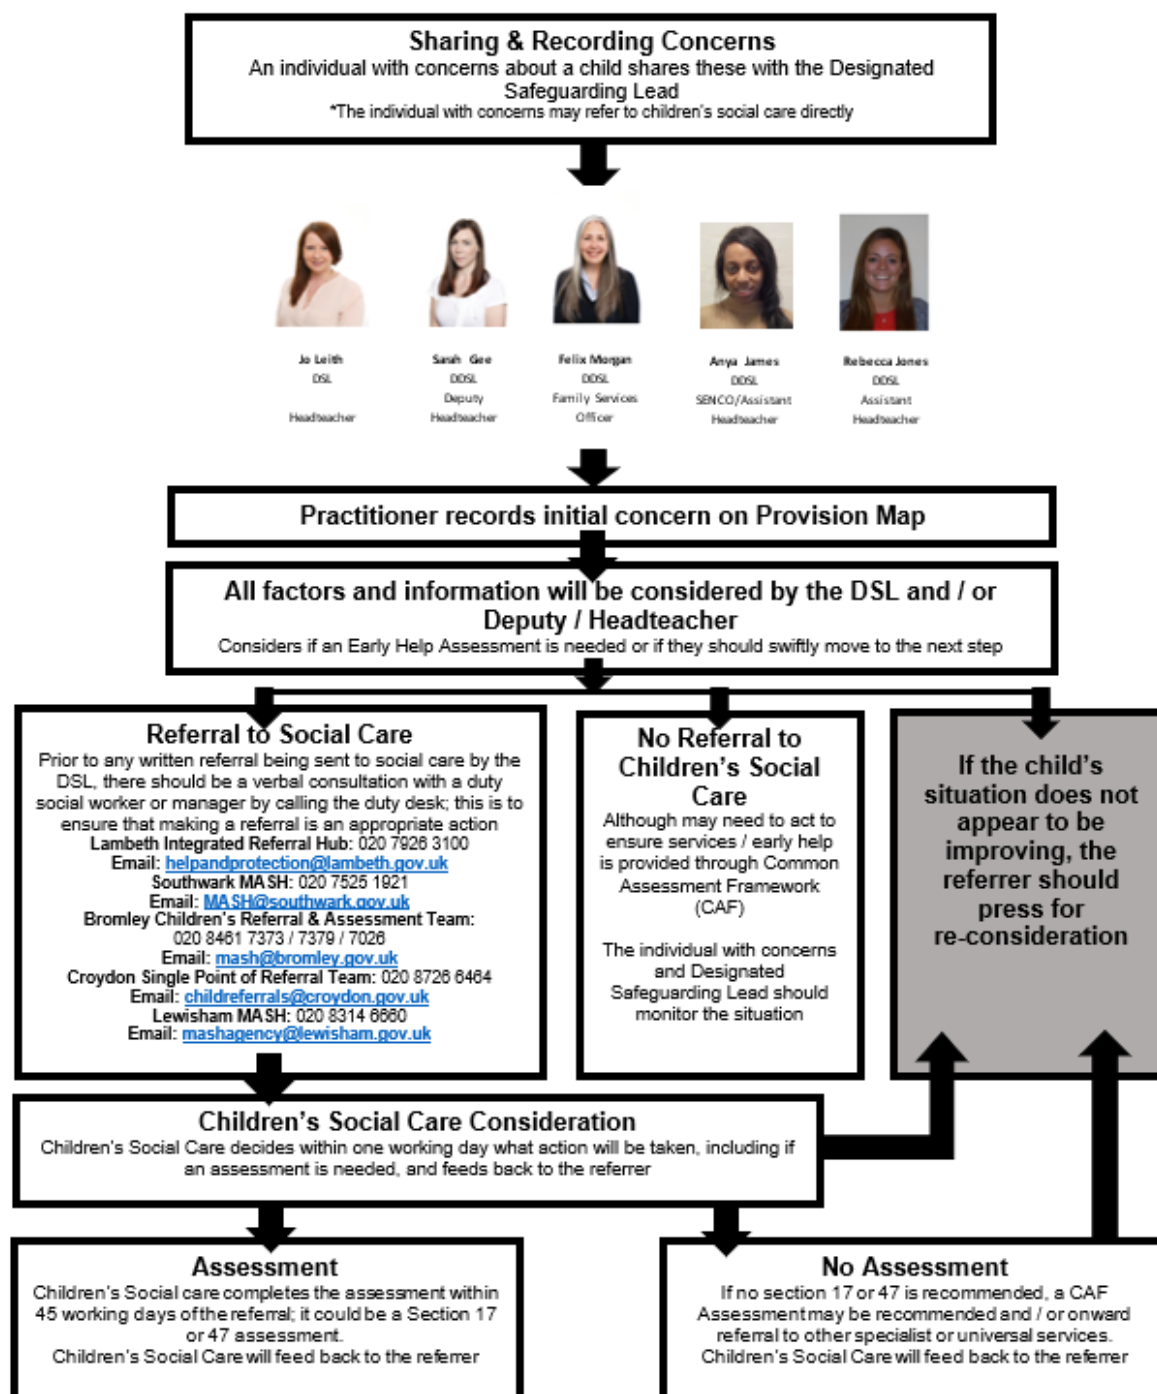 Sharing & Recording Concerns
An individual with concerns about a child shares these with the Designated
Safeguarding Lead
*The individual with concerns may refer to children's social care directly
Jo Leith
DSL
Headteacher
Sarah Gee
DDSL
Deputy
Headteacher
Felix Morgan
DDSL
Family Services
Officer
Anya James
DDSL
SENCO/Assistant
Headteacher
Rebecca Jones
DDSL
Assistant
Headteacher
Practitioner records initial concern on Provision Map
All factors and information will be considered by the DSL and / or
Deputy / Headteacher
Considers if an Early Help Assessment is needed or if they should swiftly move to the next step
Referral to Social Care
Prior to any written referral being sent to social care by the
DSL, there should be a verbal consultation with a duty
social worker or manager by calling the duty desk; this is to
ensure that making a referral is an appropriate action
Lambeth Integrated Referral Hub: 020 7926 3100
Email: helpandprotection@lambeth.gov.uk
Southwark MASH: 020 7525 1921
Email: MASH@southwark.gov.uk
Bromley Children's Referral & Assessment Team:
020 8461 7373 / 7379 / 7026
Email: mash@bromley.gov.uk
Croydon Single Point of Referral Team: 020 8726 6464
Email: childreferrals@croydon.gov.uk
Lewisham MASH: 020 8314 6660
Email: mashagency@lewisham.gov.uk
No Referral to
Children's Social
Care
Although may need to act to
ensure services / early help
is provided through Common
Assessment Framework
(CAF)
The individual with concerns
and Designated
Safeguarding Lead should
monitor the situation
If the child's
situation does not
appear to be
improving, the
referrer should
press for
re-consideration
Children's Social Care Consideration
Children's Social Care decides within one working day what action will be taken, including if
an assessment is needed, and feeds back to the referrer
Assessment
Children's Social care completes the assessment within
45 working days of the referral; it could be a Section 17
or 47 assessment.
Children's Social Care will feed back to the referrer
No Assessment
If no section 17 or 47 is recommended, a CAF
Assessment may be recommended and / or onward
referral to other specialist or universal services.
Children's Social Care will feed back to the referrer